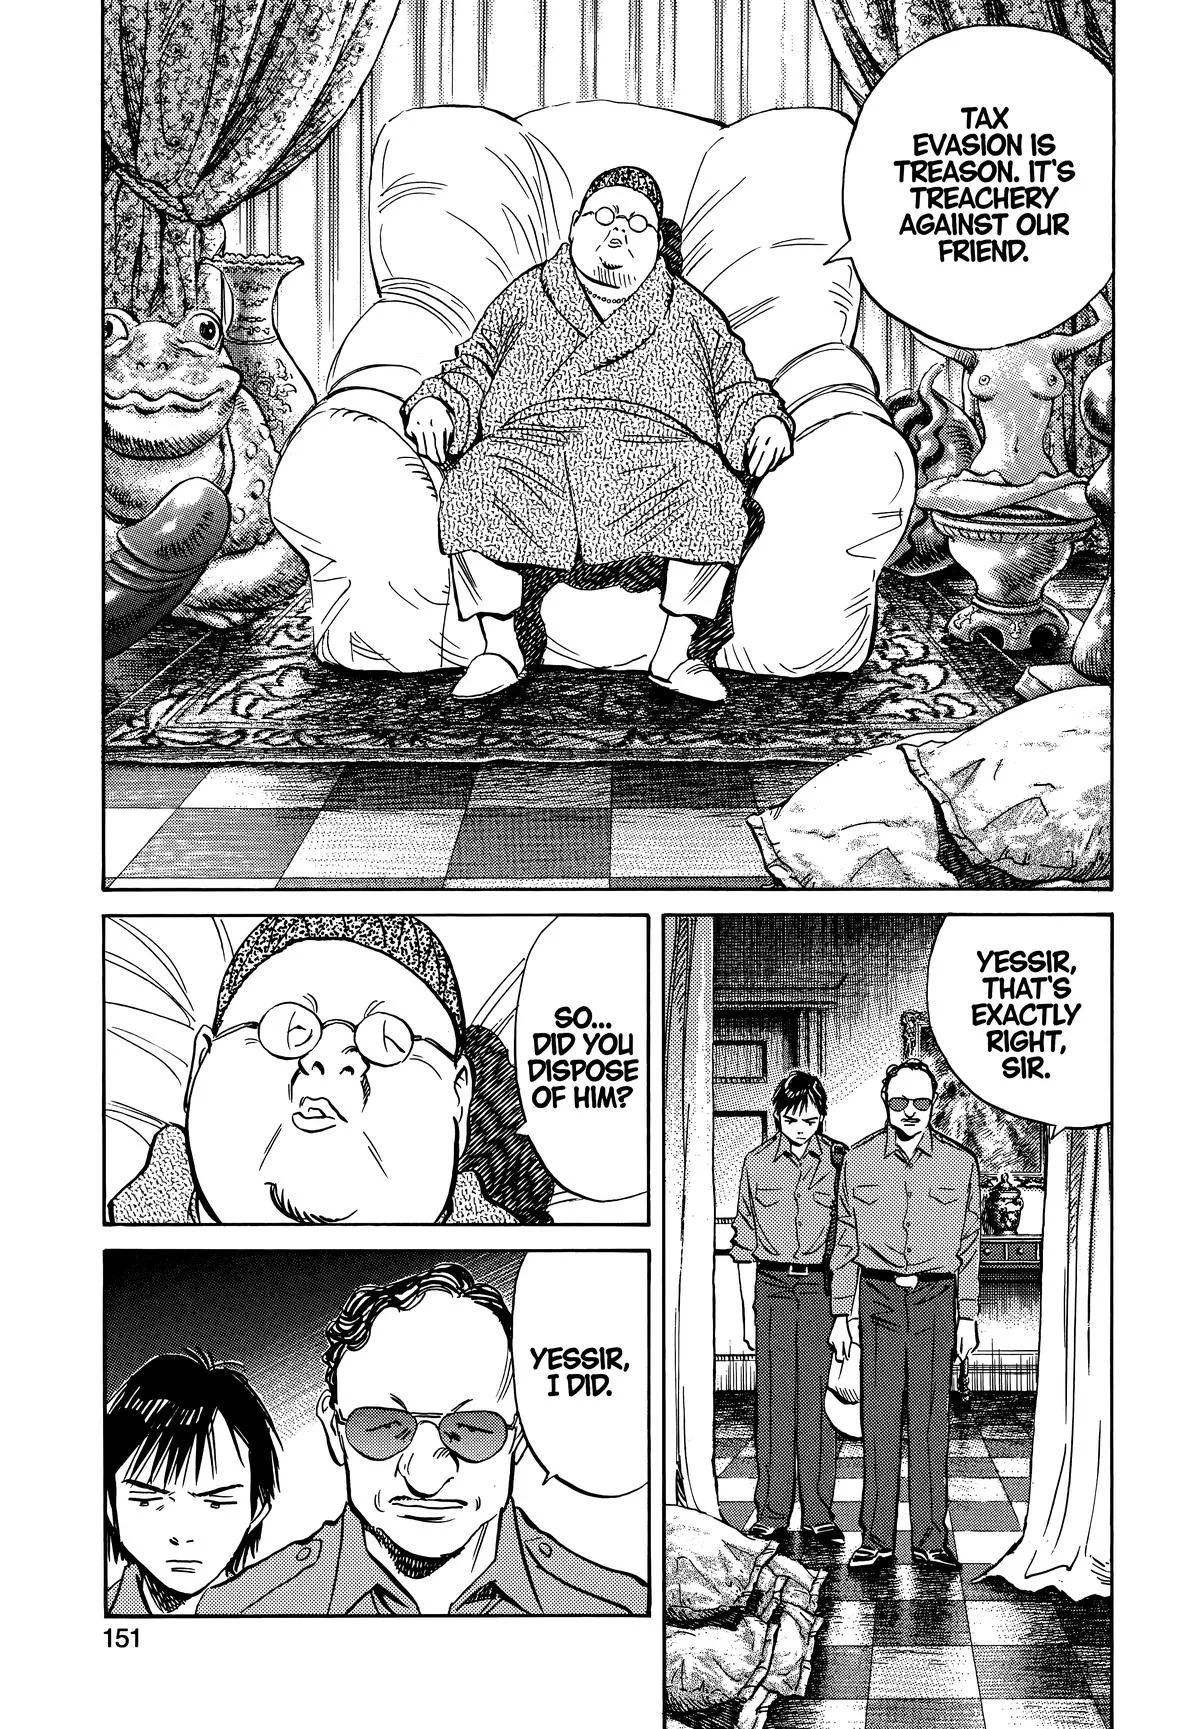 TAX
EVASION IS
TREASON. IT'S
TREACHERY
AGAINST OUR
FRIEND.
SO...
DID YOU
DISPOSE
OF HIM?
YESSIR,
THAT'S
EXACTLY
RIGHT,
SIR.
YESSIR,
I DID.
151